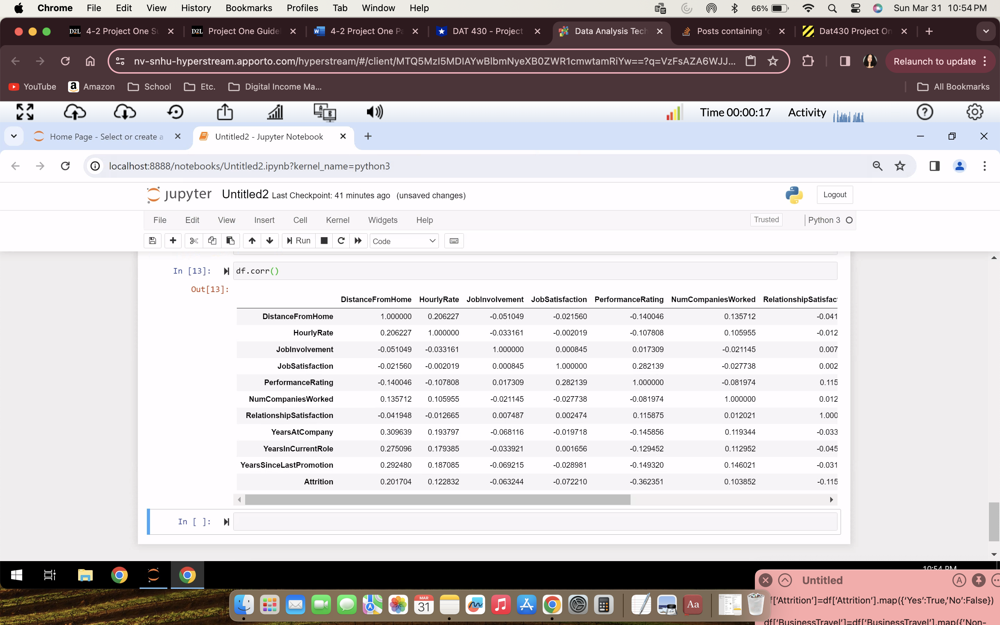 Chrome File Edit View History Bookmarks Profiles Tab Window Help 66% Sun Mar 31 10:54 PM
D2L 4-2 Project One Su D2L Project One Guide 4-2 Project One Pa DAT 430 - Project Data Analysis Tech Posts containing 'c Dat430 Project On
nv-snhu-hyperstream.apporto.com/hyperstream/#/client/MTQ5MzI5MDIAYwBlbmNyeXB0ZWR1cmwtamRiYw==?q=VzFsAZA6WJJ... Relaunch to update
YouTube Amazon School Etc. Digital Income Ma... All Bookmarks
Time 00:00:17 Activity
Home Page - Select or create a Untitled2 - Jupyter Notebook
localhost:8888/notebooks/Untitled2.ipynb?kernel_name=python3
jupyter Untitled2 Last Checkpoint: 41 minutes ago (unsaved changes) Logout
File Edit View Insert Cell Kernel Widgets Help Trusted Python 3
Run Code
In [13]: df.corr()
Out[13]:
DistanceFromHome HourlyRate JobInvolvement JobSatisfaction PerformanceRating NumCompaniesWorked RelationshipSatisfac
DistanceFromHome 1.000000 0.206227 -0.051049 -0.021560 -0.140046 0.135712 -0.041
HourlyRate 0.206227 1.000000 -0.033161 -0.002019 -0.107808 0.105955 -0.012
JobInvolvement -0.051049 -0.033161 1.000000 0.000845 0.017309 -0.021145 0.007
JobSatisfaction -0.021560 -0.002019 0.000845 1.000000 0.282139 -0.027738 0.002
PerformanceRating -0.140046 -0.107808 0.017309 0.282139 1.000000 -0.081974 0.115
NumCompaniesWorked 0.135712 0.105955 -0.021145 -0.027738 -0.081974 1.000000 0.012
RelationshipSatisfaction -0.041948 -0.012665 0.007487 0.002474 0.115875 0.012021 1.000
YearsAtCompany 0.309639 0.193797 -0.068116 -0.019718 -0.145856 0.119344 -0.033
YearsInCurrentRole 0.275096 0.179385 -0.033921 0.001656 -0.129452 0.112952 -0.045
YearsSinceLastPromotion 0.292480 0.187085 -0.069215 -0.028981 -0.149320 0.146021 -0.031
Attrition 0.201704 0.122832 -0.063244 -0.072210 -0.362351 0.103852 -0.115
In [ ]:
10:54 PM
Untitled
f['Attrition']=df['Attrition'].map({'Yes':True,'No':False})
df['BusinessTravel']=df['BusinessTravel'].map({'Non-
MAR
31
Aa